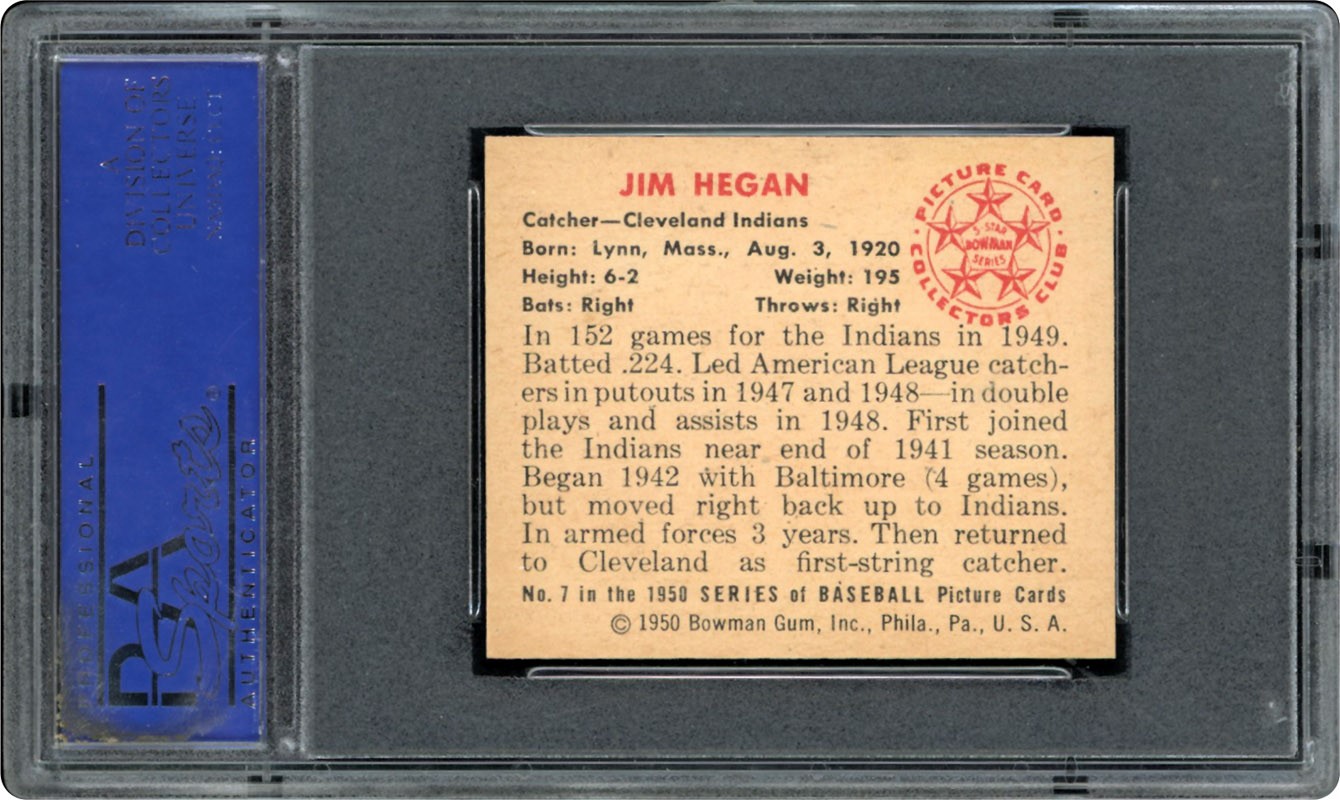 JIM HEGAN
Catcher—Cleveland Indians
Born: Lynn, Mass., Aug. 3, 1920
Height: 6-2 Weight: 195
Bats: Right Throws: Right
PICTURE CARD
COLLECTORS CLUB
5-STAR
BOWMAN
SERIES
In 152 games for the Indians in 1949.
Batted .224. Led American League catch-
ers in putouts in 1947 and 1948—in double
plays and assists in 1948. First joined
the Indians near end of 1941 season.
Began 1942 with Baltimore (4 games),
but moved right back up to Indians.
In armed forces 3 years. Then returned
to Cleveland as first-string catcher.
No. 7 in the 1950 SERIES of BASEBALL Picture Cards
© 1950 Bowman Gum, Inc., Phila., Pa., U. S. A.
A
DIVISION OF
COLLECTORS
UNIVERSE
PROFESSIONAL
PSA
Sports
®
AUTHENTICATOR